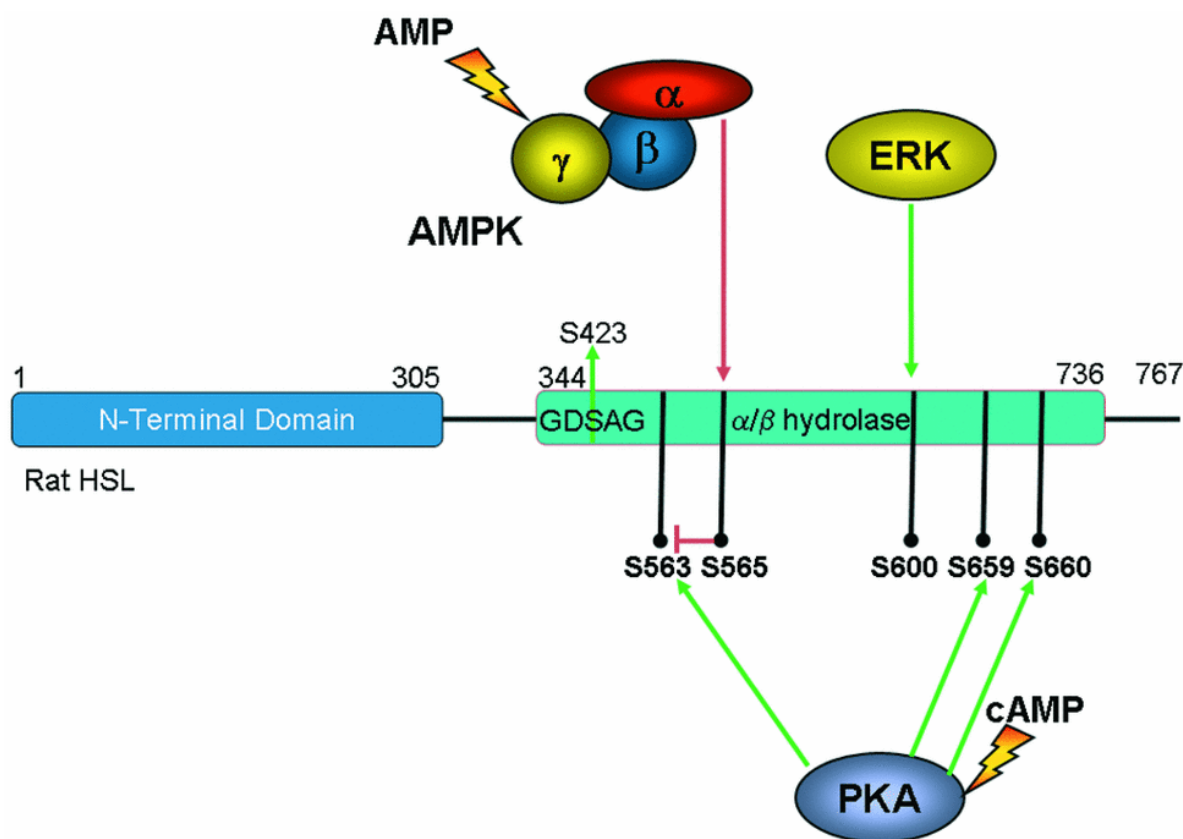 AMP
α
γ
β
ERK
AMPK
S423
1
305
344
736
767
N-Terminal Domain
GDSAG
α/β hydrolase
Rat HSL
S563
S565
S600
S659
S660
cAMP
PKA